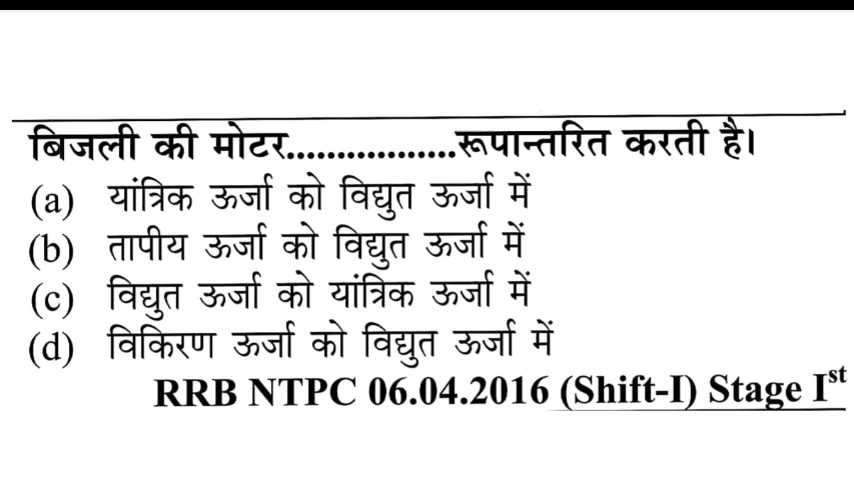 बिजली की मोटर.................रूपान्तरित करती है।
(a) यांत्रिक ऊर्जा को विद्युत ऊर्जा में
(b) तापीय ऊर्जा को विद्युत ऊर्जा में
(c) विद्युत ऊर्जा को यांत्रिक ऊर्जा में
(d) विकिरण ऊर्जा को विद्युत ऊर्जा में
RRB NTPC 06.04.2016 (Shift-I) Stage Ist